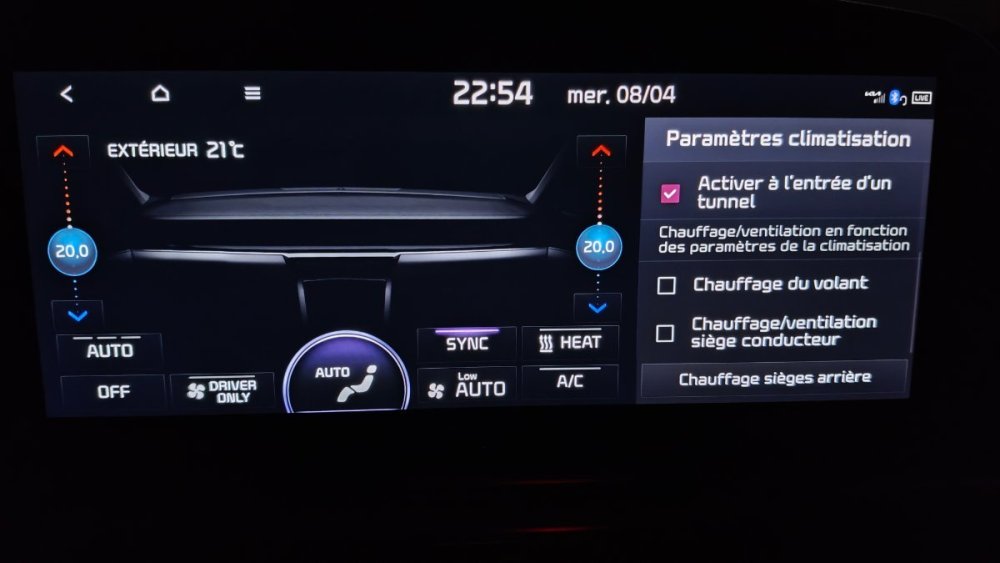 22:54 mer. 08/04
LIVE
EXTÉRIEUR 21°c
20.0
20.0
AUTO
OFF
DRIVER
ONLY
AUTO
SYNC
HEAT
Low
AUTO
A/C
Paramètres climatisation
Activer à l'entrée d'un
tunnel
Chauffage/ventilation en fonction
des paramètres de la climatisation
Chauffage du volant
Chauffage/ventilation
siège conducteur
Chauffage sièges arrière